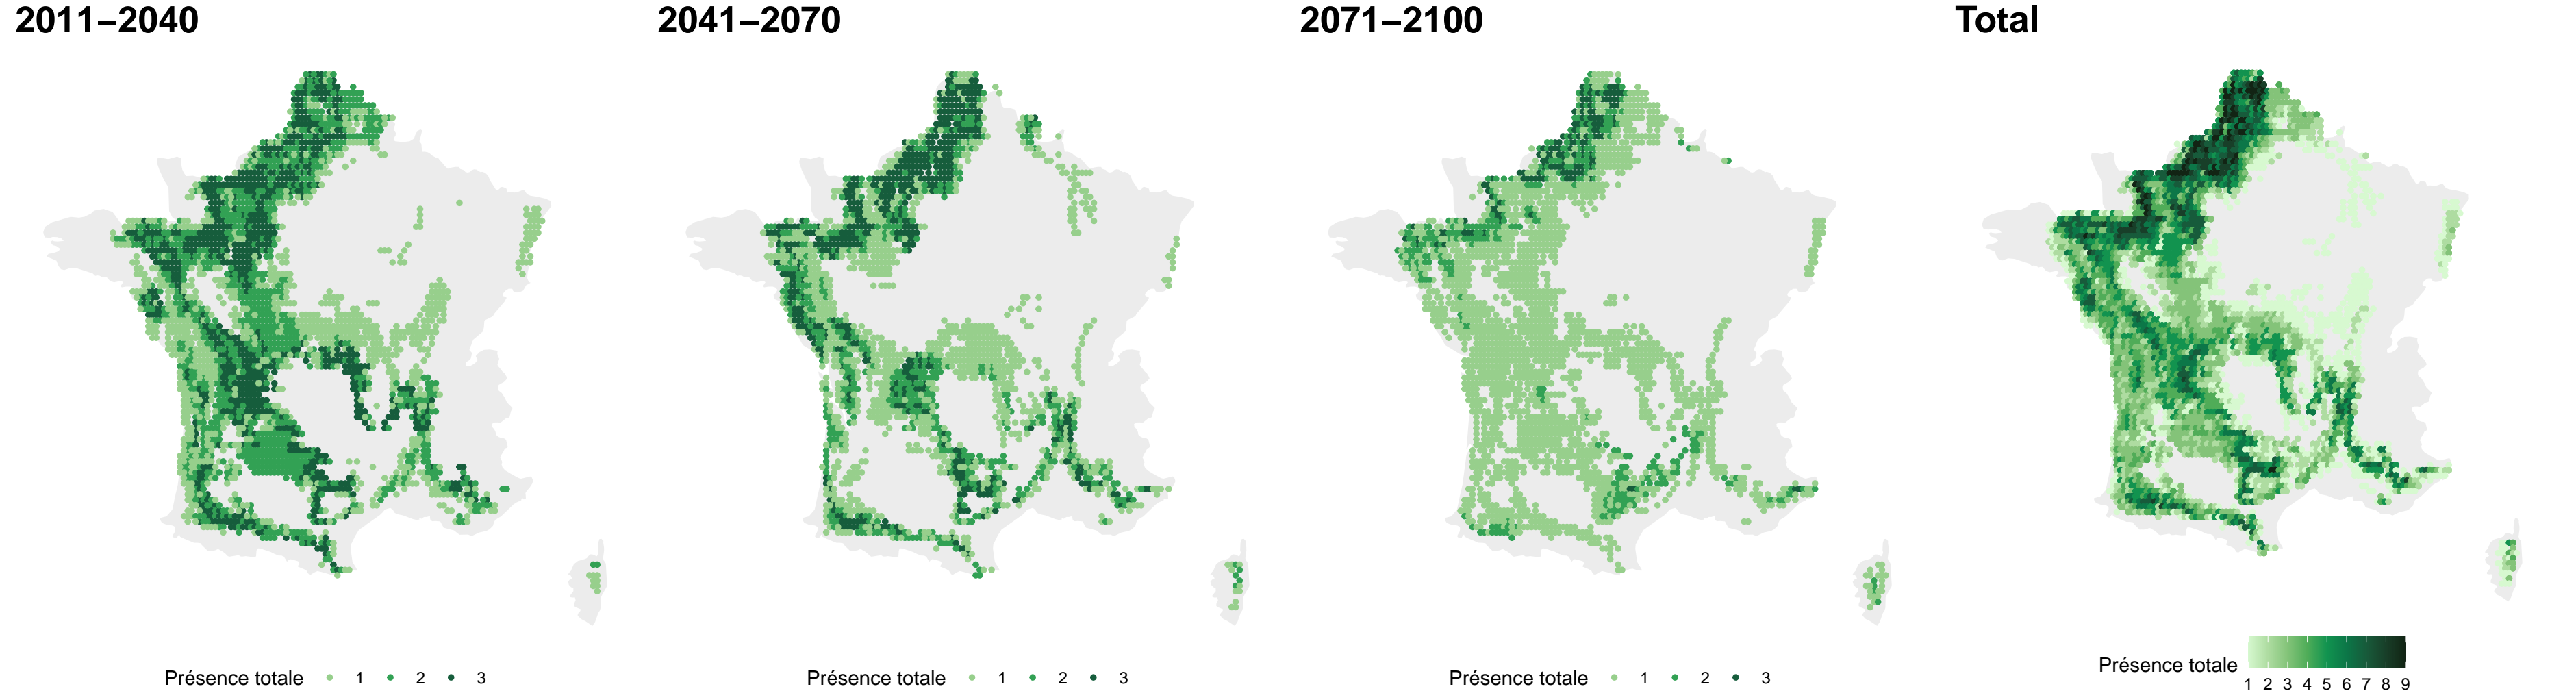 2011–2040 2041–2070 2071–2100 Total
Présence totale 1 2 3 Présence totale 1 2 3 Présence totale 1 2 3 Présence totale
1 2 3 4 5 6 7 8 9